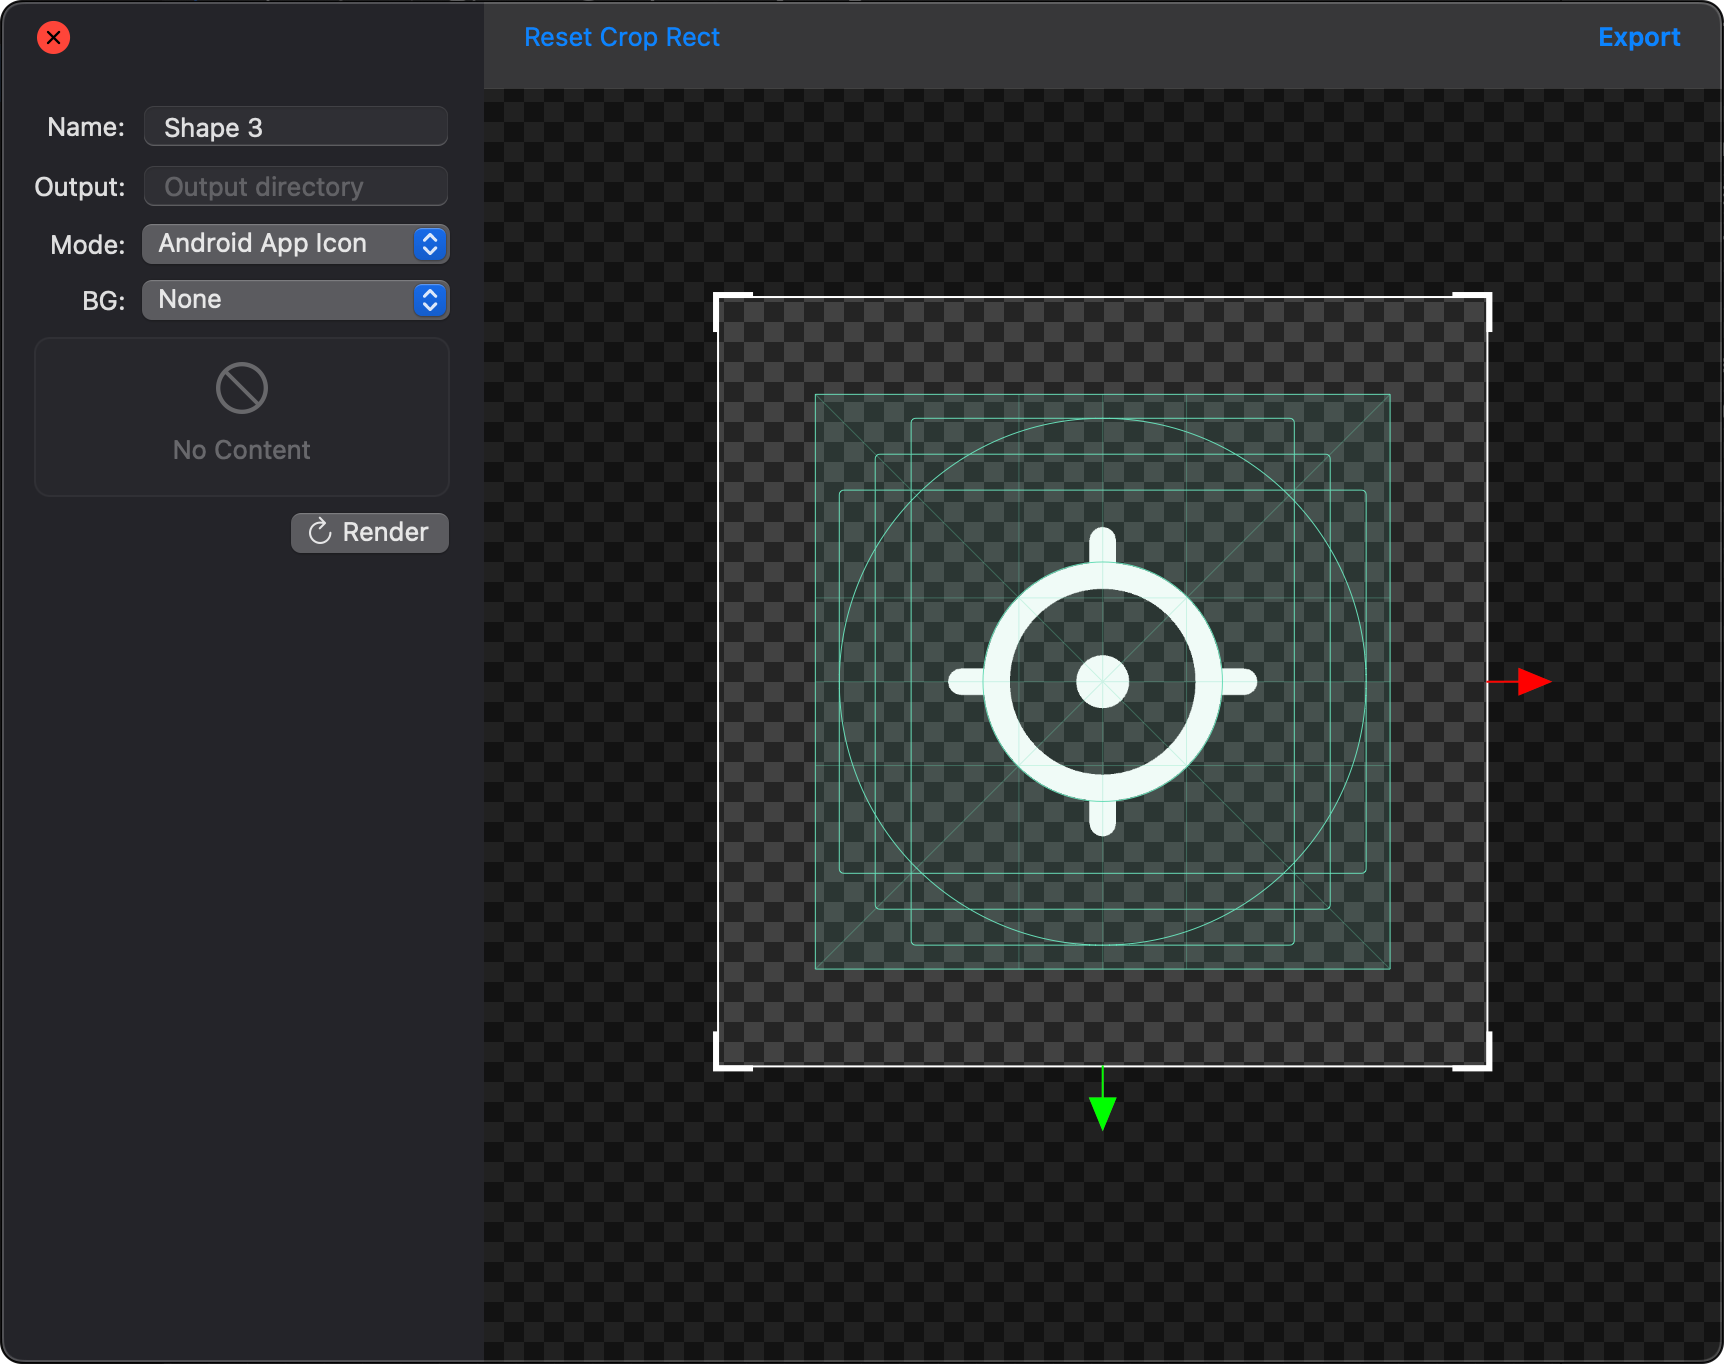 Reset Crop Rect
Export
Name: Shape 3
Output: Output directory
Mode: Android App Icon
BG: None
No Content
Render